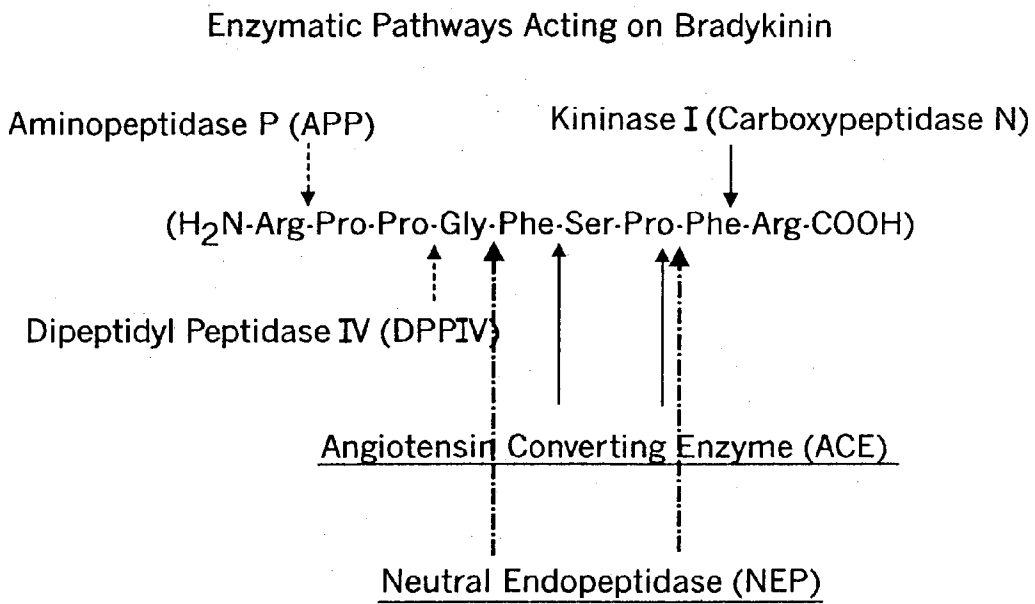 Enzymatic Pathways Acting on Bradykinin
Aminopeptidase P (APP)
Kininase I (Carboxypeptidase N)
(H₂N-Arg-Pro-Pro-Gly-Phe-Ser-Pro-Phe-Arg-COOH)
Dipeptidyl Peptidase IV (DPPIV)
Angiotensin Converting Enzyme (ACE)
Neutral Endopeptidase (NEP)